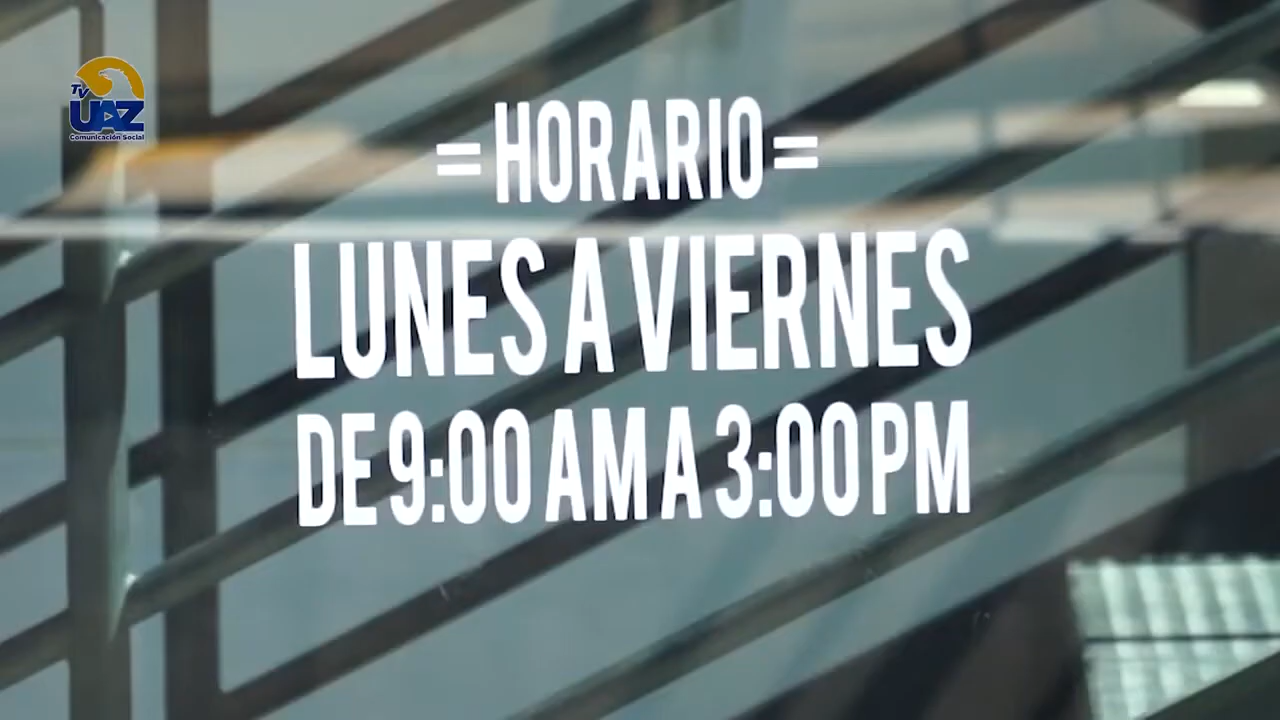 TV
UAZ
Comunicación Social
=HORARIO=
LUNES A VIERNES
DE 9:00 AM A 3:00 PM